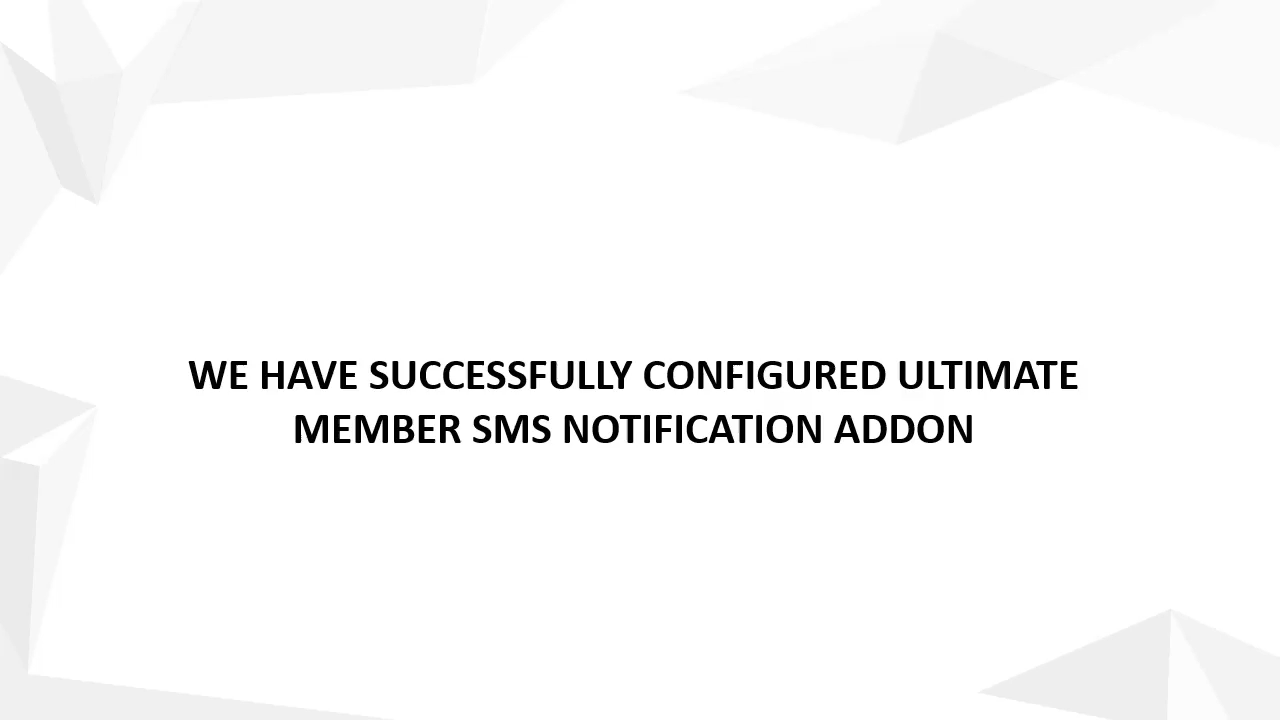 WE HAVE SUCCESSFULLY CONFIGURED ULTIMATE
MEMBER SMS NOTIFICATION ADDON